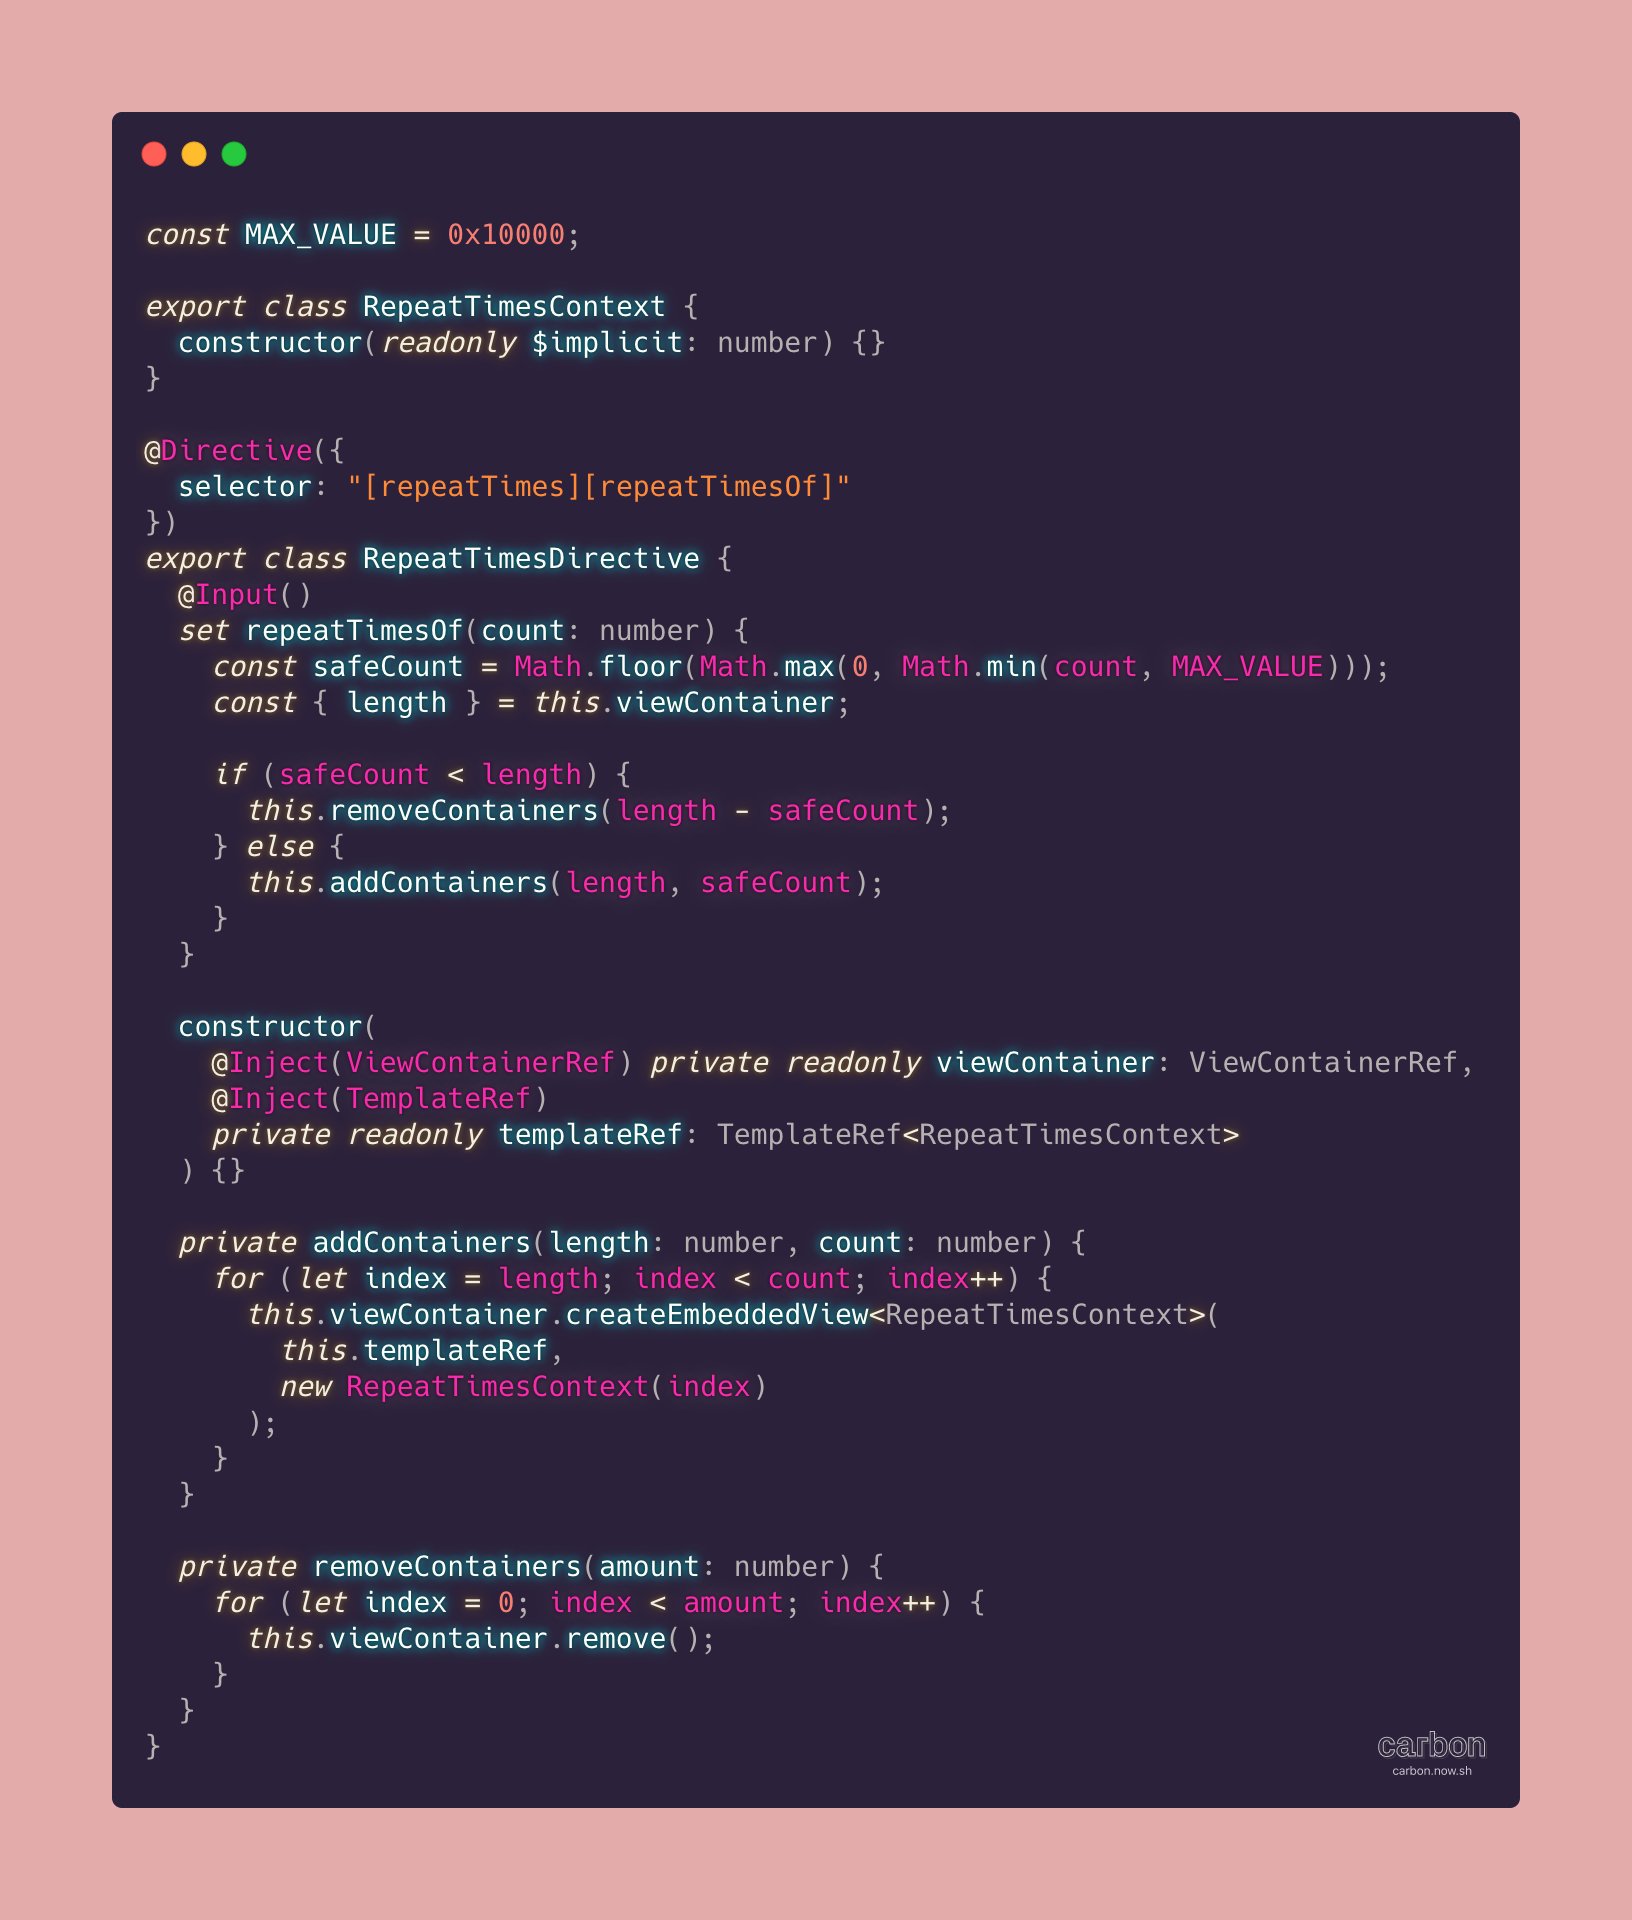 const MAX_VALUE = 0x10000;

export class RepeatTimesContext {
  constructor(readonly $implicit: number) {}
}

@Directive({
  selector: "[repeatTimes][repeatTimesOf]"
})
export class RepeatTimesDirective {
  @Input()
  set repeatTimesOf(count: number) {
    const safeCount = Math.floor(Math.max(0, Math.min(count, MAX_VALUE)));
    const { length } = this.viewContainer;

    if (safeCount < length) {
      this.removeContainers(length - safeCount);
    } else {
      this.addContainers(length, safeCount);
    }
  }

  constructor(
    @Inject(ViewContainerRef) private readonly viewContainer: ViewContainerRef,
    @Inject(TemplateRef)
    private readonly templateRef: TemplateRef<RepeatTimesContext>
  ) {}

  private addContainers(length: number, count: number) {
    for (let index = length; index < count; index++) {
      this.viewContainer.createEmbeddedView<RepeatTimesContext>(
        this.templateRef,
        new RepeatTimesContext(index)
      );
    }
  }

  private removeContainers(amount: number) {
    for (let index = 0; index < amount; index++) {
      this.viewContainer.remove();
    }
  }
}
carbon
carbon.now.sh